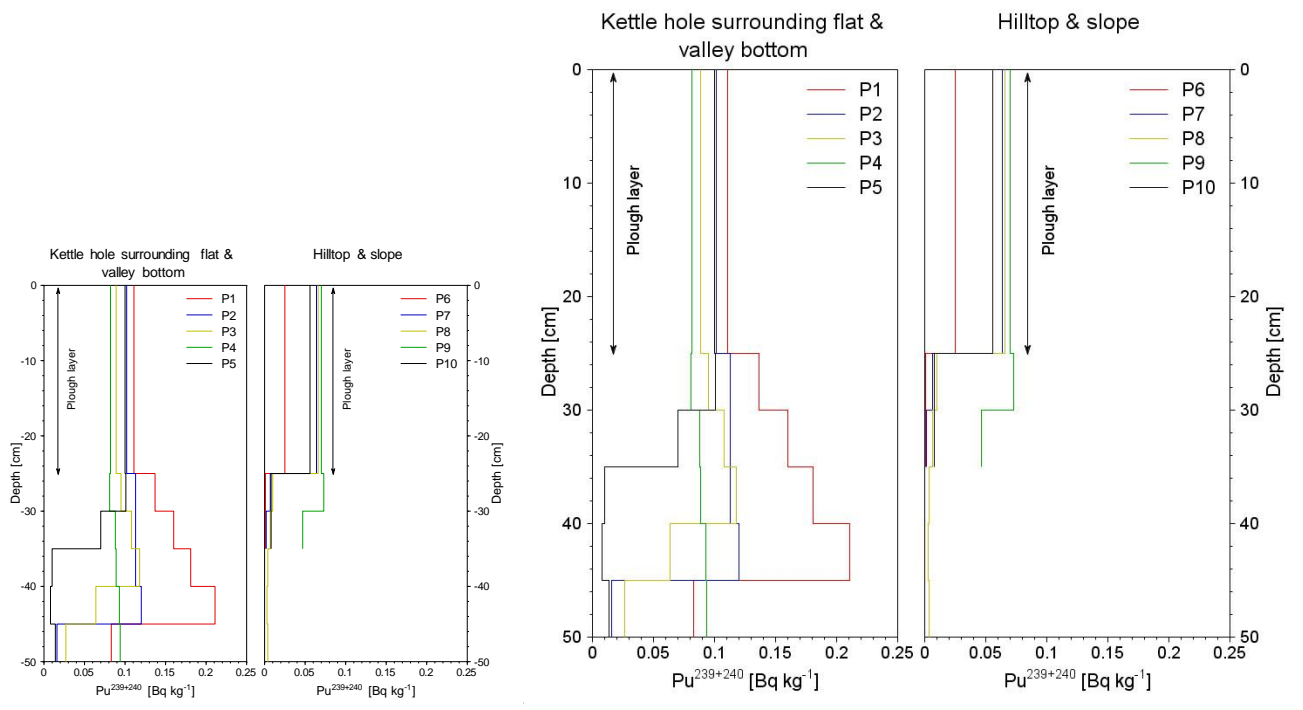 Kettle hole surrounding flat &
valley bottom
Hilltop & slope
0
-10
-20
-30
-40
-50
Depth [cm]
Plough layer
P1
P2
P3
P4
P5
0 0.05 0.1 0.15 0.2 0.25
Pu239+240 [Bq kg-1]
Plough layer
P6
P7
P8
P9
P10
0
-10
-20
-30
-40
-50
Depth [cm]
0 0.05 0.1 0.15 0.2 0.25
Pu239+240 [Bq kg-1]
Kettle hole surrounding flat &
valley bottom
Hilltop & slope
0
10
20
30
40
50
Depth [cm]
Plough layer
P1
P2
P3
P4
P5
0 0.05 0.1 0.15 0.2 0.25
Pu239+240 [Bq kg-1]
Plough layer
P6
P7
P8
P9
P10
0
10
20
30
40
50
Depth [cm]
0 0.05 0.1 0.15 0.2 0.25
Pu239+240 [Bq kg-1]